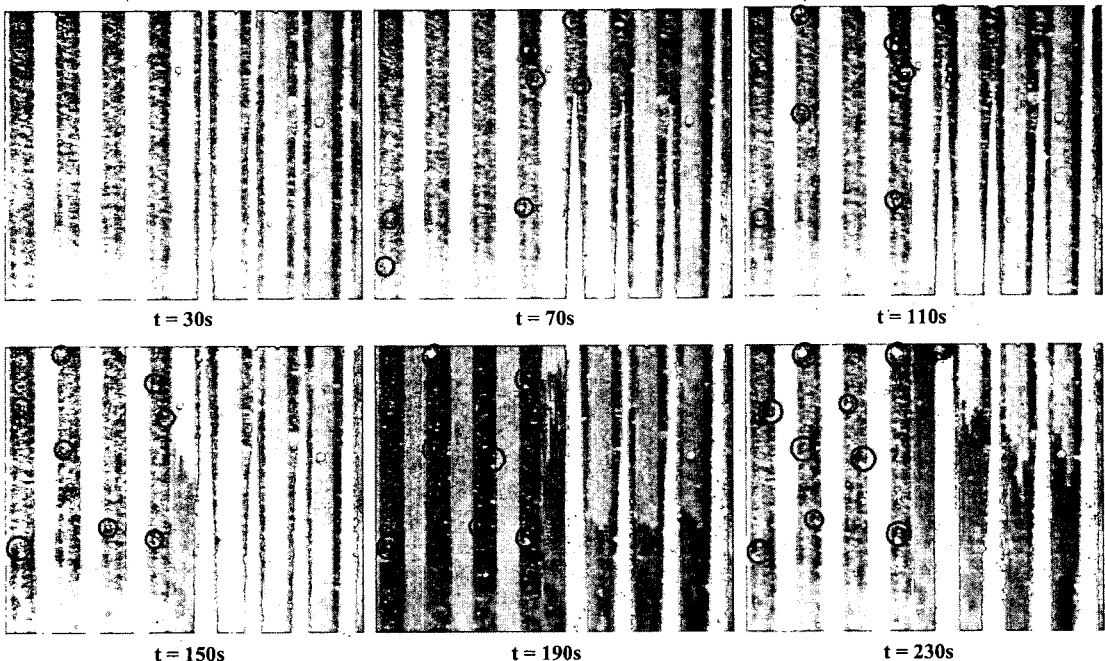 t = 30s
t = 70s
t = 110s
t = 150s
t = 190s
t = 230s